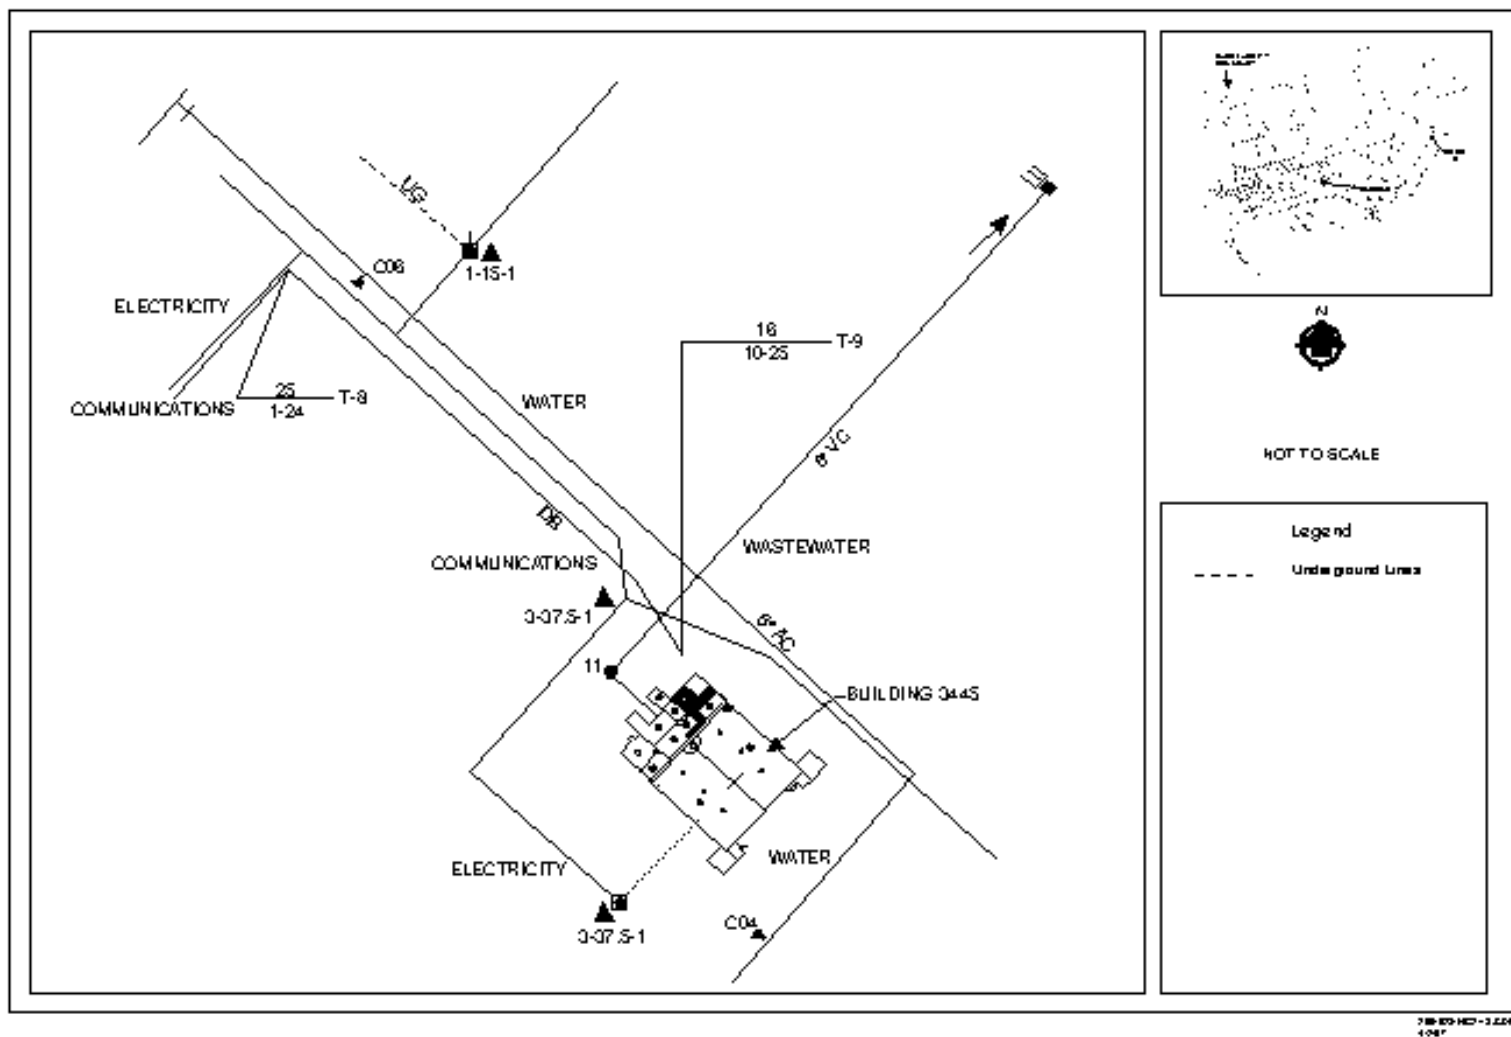 UG
C06
1-15-1
ELECTRICITY
16
10-25
T-9
25
1-24
T-8
COMMUNICATIONS
WATER
6' VC
DB
WASTEWATER
COMMUNICATIONS
3-37.5-1
6' AC
11
BUILDING 3445
WATER
ELECTRICITY
C04
3-37.5-1
N
NOT TO SCALE
Legend
Underground Lines